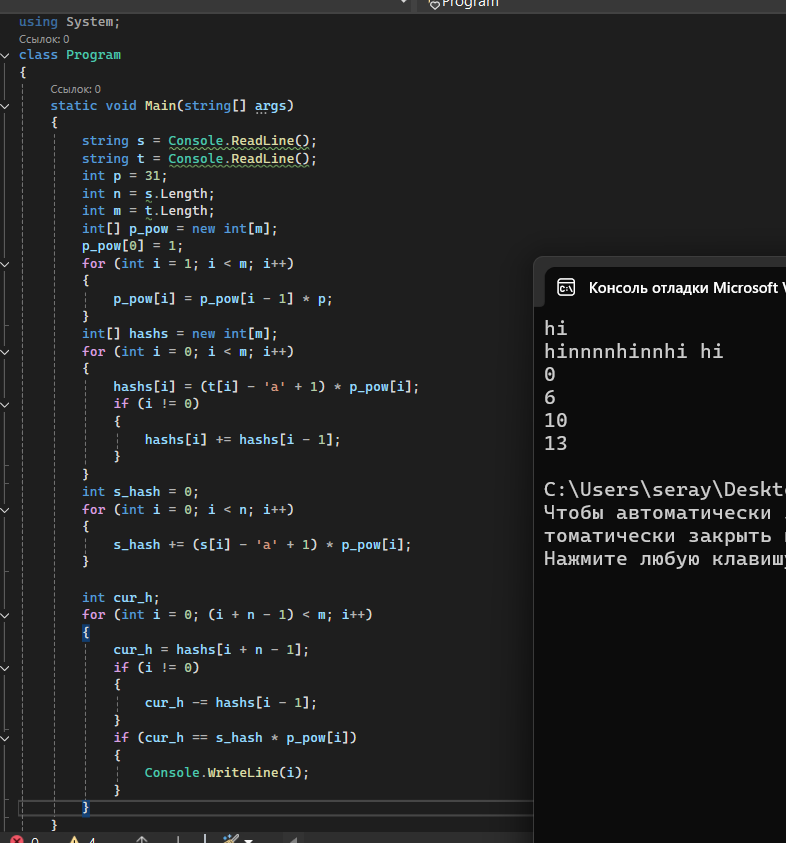 Program
using System;
Ссылок: 0
class Program
{
Ссылок: 0
static void Main(string[] args)
{
string s = Console.ReadLine();
string t = Console.ReadLine();
int p = 31;
int n = s.Length;
int m = t.Length;
int[] p_pow = new int[m];
p_pow[0] = 1;
for (int i = 1; i < m; i++)
{
p_pow[i] = p_pow[i - 1] * p;
}
int[] hashs = new int[m];
for (int i = 0; i < m; i++)
{
hashs[i] = (t[i] - 'a' + 1) * p_pow[i];
if (i != 0)
{
hashs[i] += hashs[i - 1];
}
}
int s_hash = 0;
for (int i = 0; i < n; i++)
{
s_hash += (s[i] - 'a' + 1) * p_pow[i];
}
int cur_h;
for (int i = 0; (i + n - 1) < m; i++)
{
cur_h = hashs[i + n - 1];
if (i != 0)
{
cur_h -= hashs[i - 1];
}
if (cur_h == s_hash * p_pow[i])
{
Console.WriteLine(i);
}
}
}
Консоль отладки Microsoft
hi
hinnnnhinnhi hi
0
6
10
13
C:\Users\seray\Deskt
Чтобы автоматически
томатически закрыть
Нажмите любую клавишу